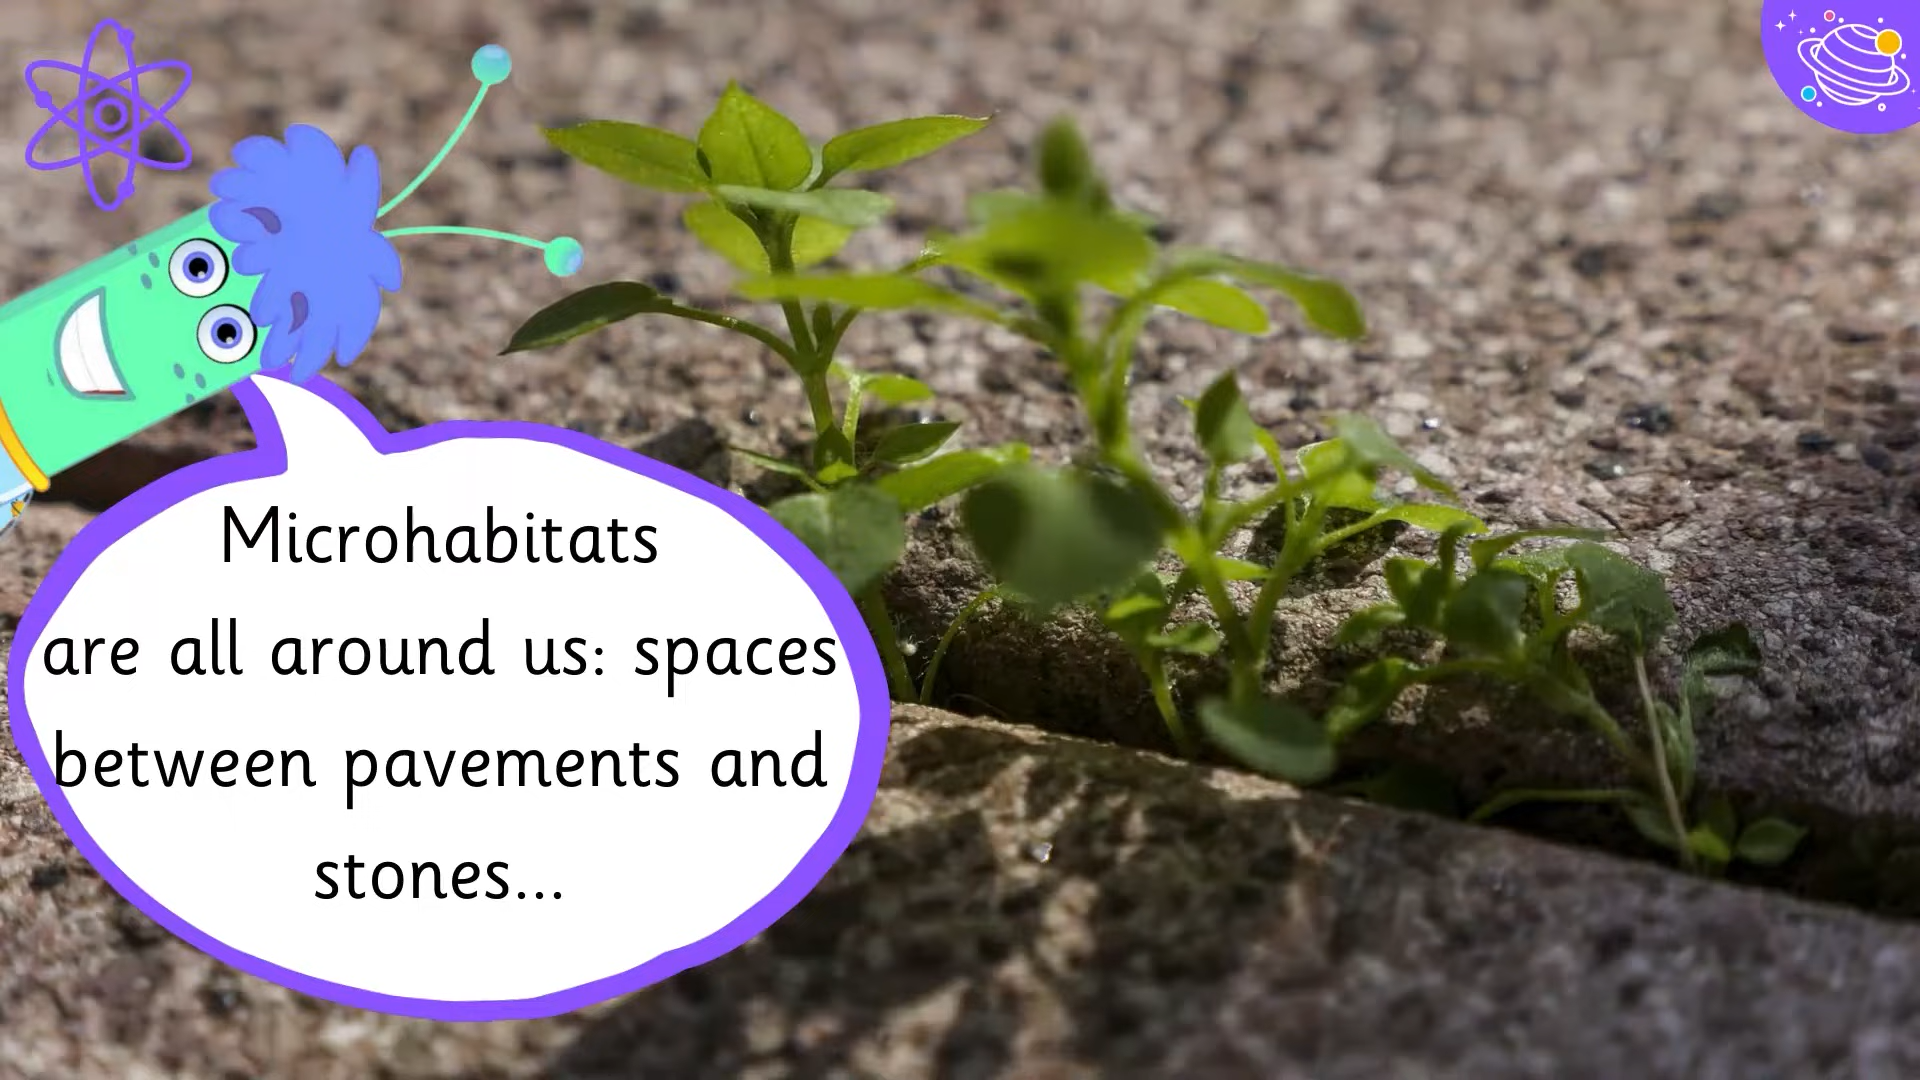 Microhabitats
are all around us: spaces
between pavements and
stones...